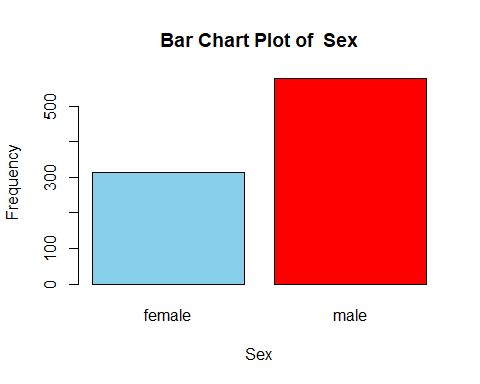 Bar Chart Plot of  Sex
Frequency
500
300
100
0
female
male
Sex